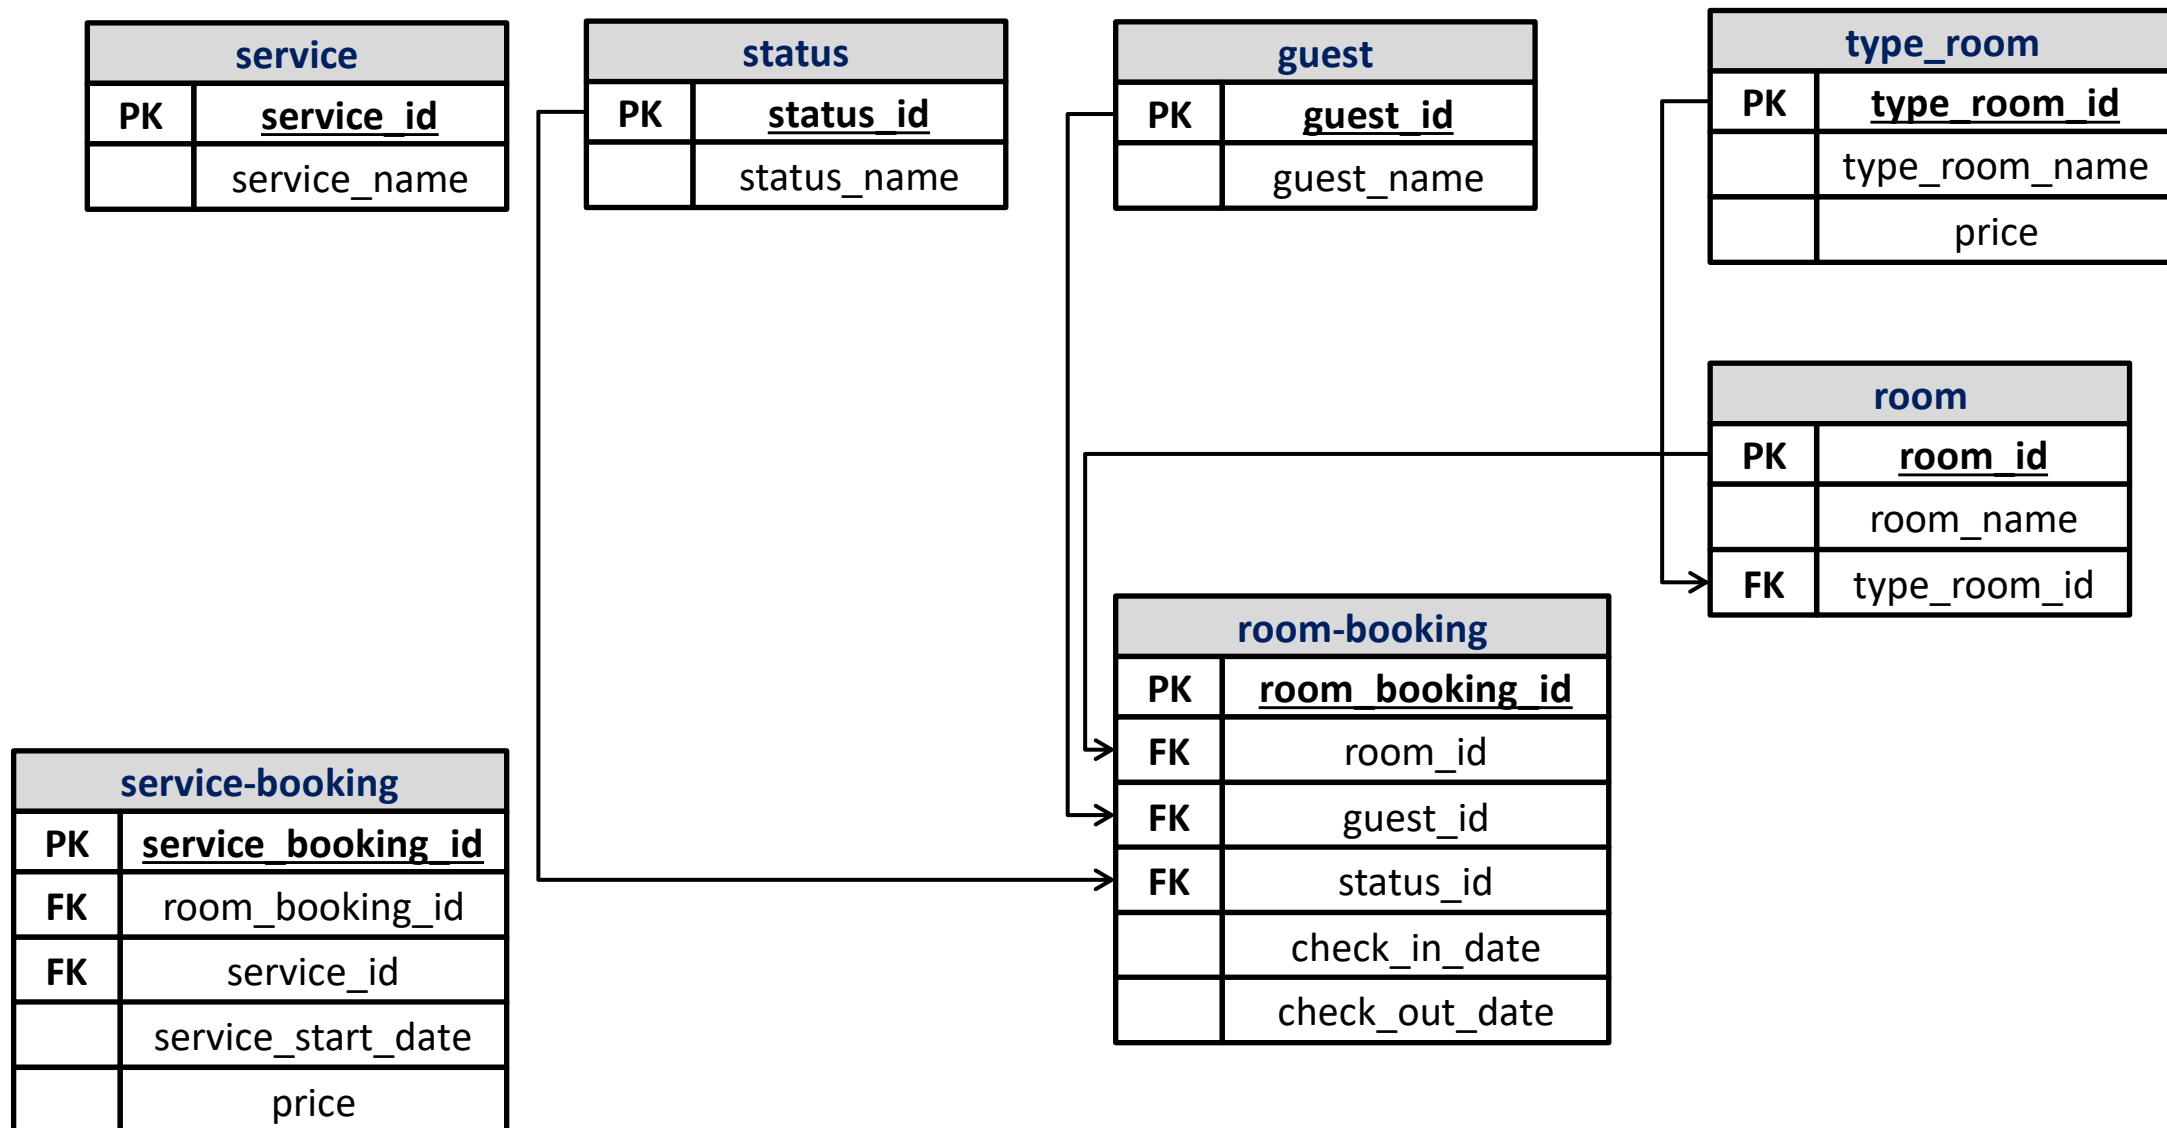 service
PK service_id
service_name
status
PK status_id
status_name
guest
PK guest_id
guest_name
type_room
PK type_room_id
type_room_name
price
room
PK room_id
room_name
FK type_room_id
room-booking
PK room_booking_id
FK room_id
FK guest_id
FK status_id
check_in_date
check_out_date
service-booking
PK service_booking_id
FK room_booking_id
FK service_id
service_start_date
price